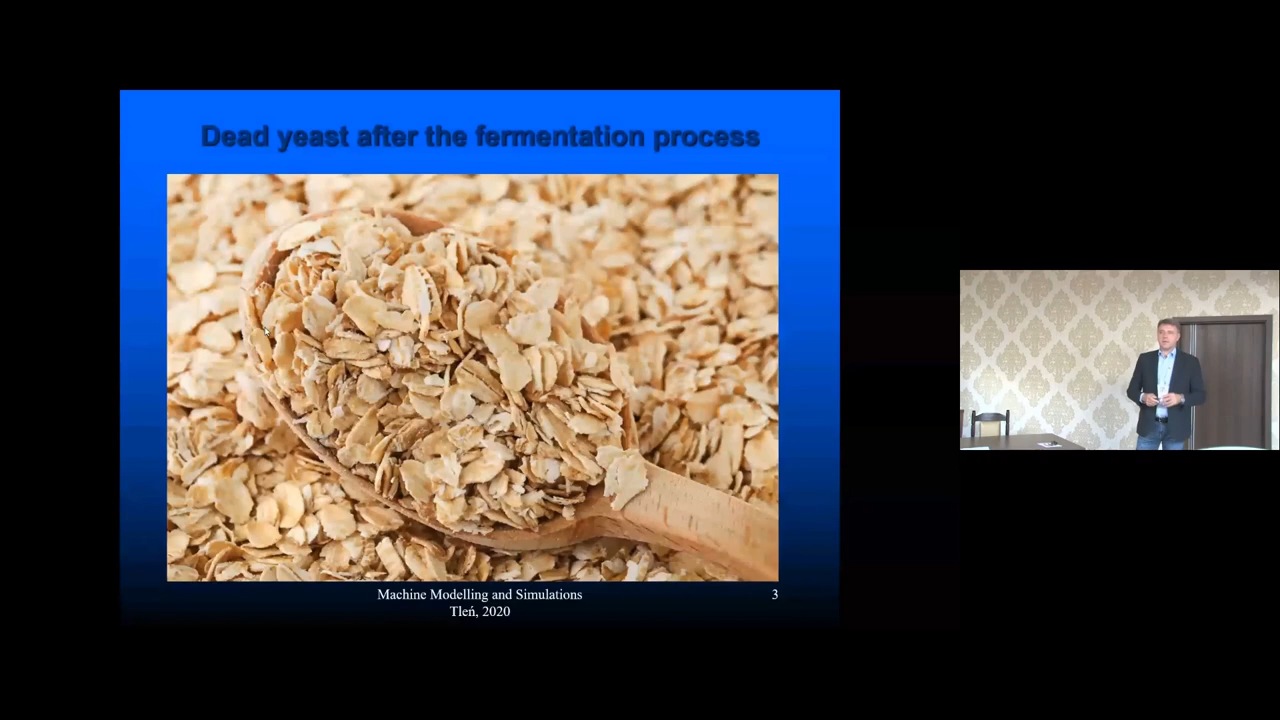 Dead yeast after the fermentation process
Machine Modelling and Simulations
Tleń, 2020
3